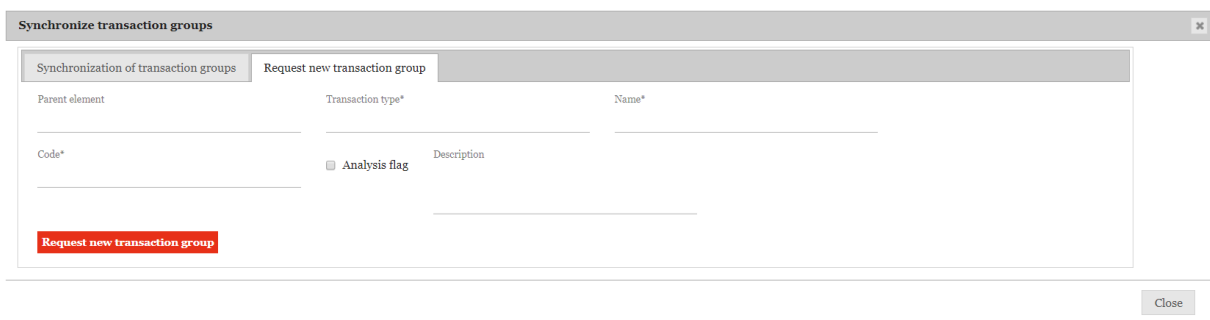 Synchronize transaction groups
Synchronization of transaction groups Request new transaction group
Parent element Transaction type* Name*
Code* Analysis flag Description
Request new transaction group
Close